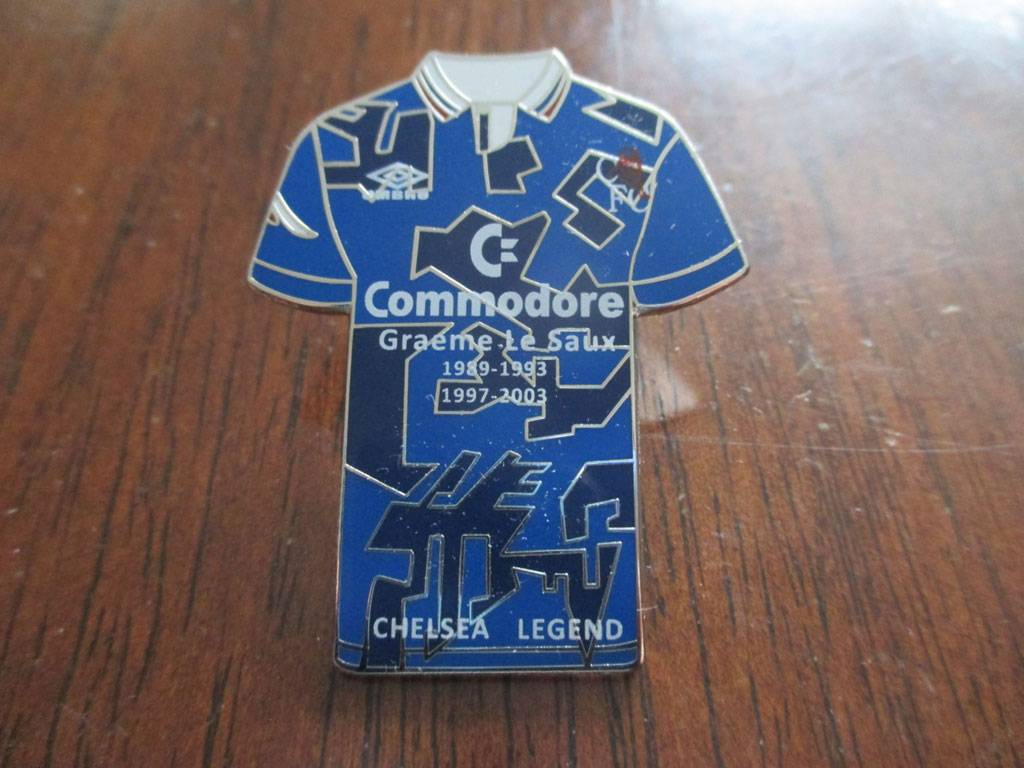 UMBRO
CFC
Commodore
Graeme Le Saux
1989-1993
1997-2003
CHELSEA LEGEND